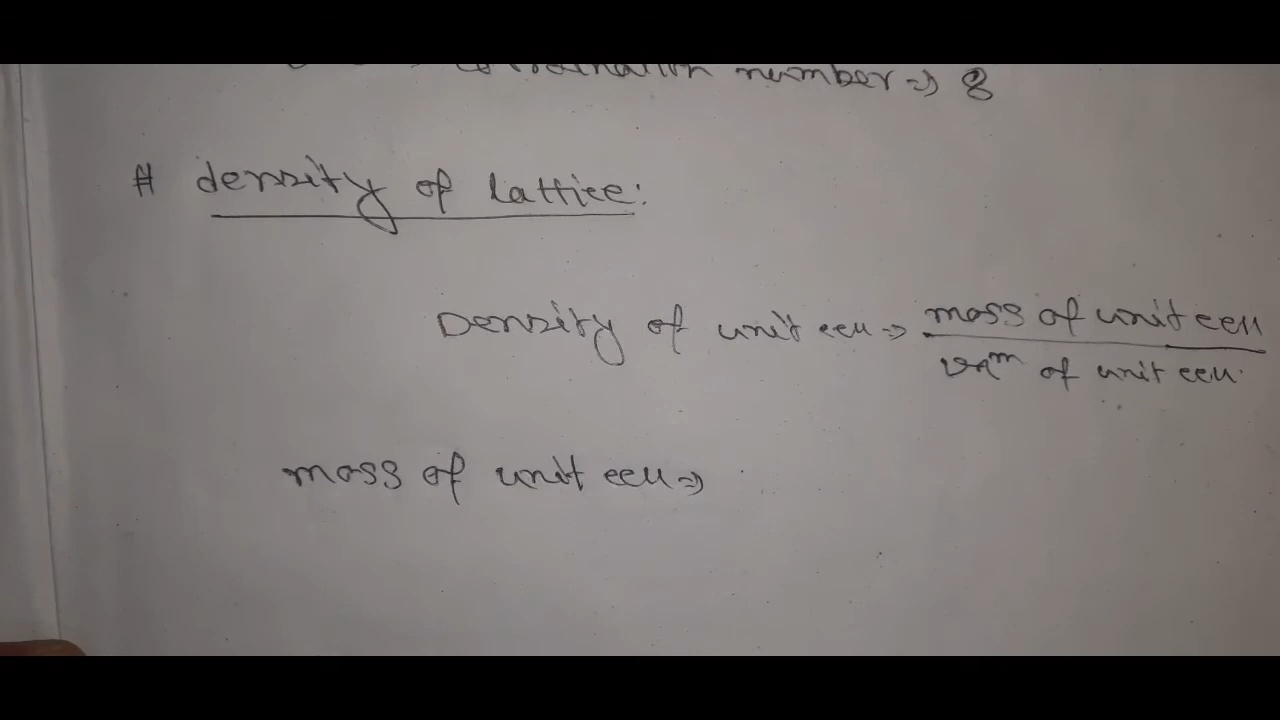 number => 8
# density of lattice:
Density of unit cell => mass of unit cell
of unit cell.
mass of unit cell =>